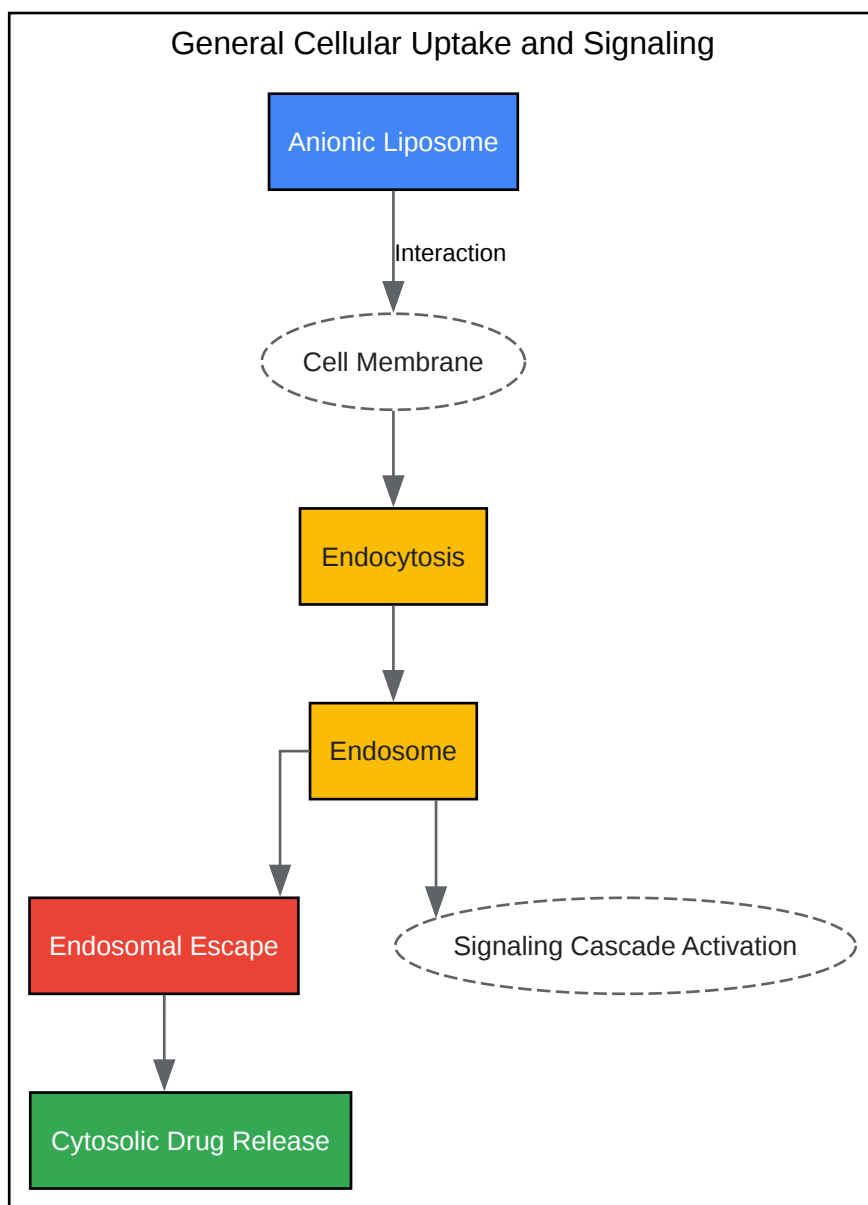 General Cellular Uptake and Signaling
Anionic Liposome
Interaction
Cell Membrane
Endocytosis
Endosome
Endosomal Escape
Signaling Cascade Activation
Cytosolic Drug Release